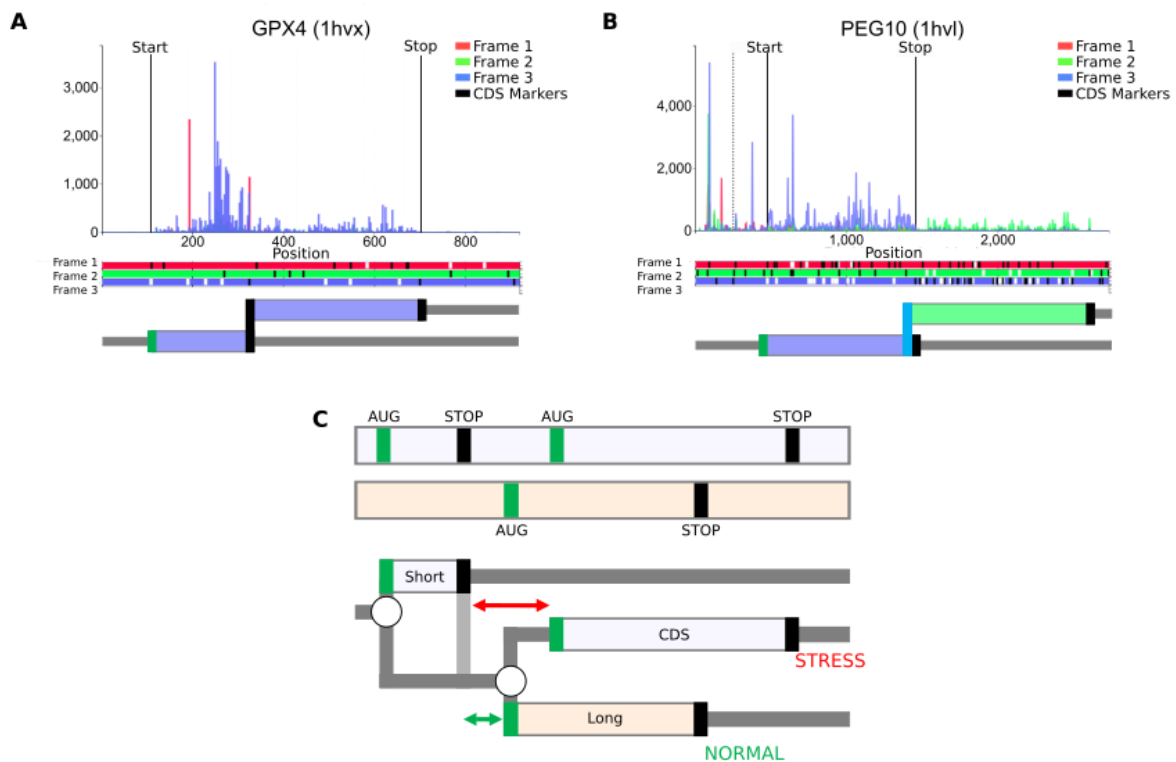 A
GPX4 (1hvx)
Start
Stop
Frame 1
Frame 2
Frame 3
CDS Markers
3,000
2,000
1,000
0
200
400
600
800
Position
Frame 1
Frame 2
Frame 3
B
PEG10 (1hvl)
Start
Stop
Frame 1
Frame 2
Frame 3
CDS Markers
4,000
2,000
0
1,000
2,000
Position
Frame 1
Frame 2
Frame 3
C
AUG
STOP
AUG
STOP
AUG
STOP
Short
CDS
STRESS
Long
NORMAL